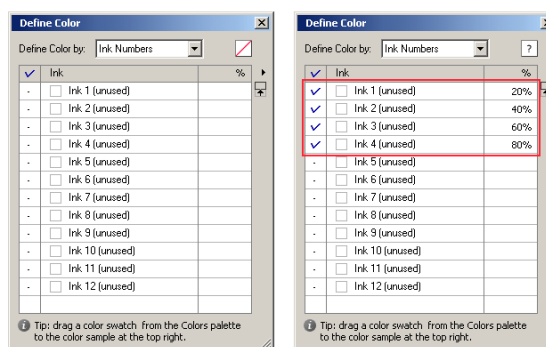 Define Color
Define Color by: Ink Numbers
Ink %
- Ink 1 (unused)
- Ink 2 (unused)
- Ink 3 (unused)
- Ink 4 (unused)
- Ink 5 (unused)
- Ink 6 (unused)
- Ink 7 (unused)
- Ink 8 (unused)
- Ink 9 (unused)
- Ink 10 (unused)
- Ink 11 (unused)
- Ink 12 (unused)
Tip: drag a color swatch from the Colors palette
to the color sample at the top right.
Define Color
Define Color by: Ink Numbers ?
Ink %
Ink 1 (unused) 20%
Ink 2 (unused) 40%
Ink 3 (unused) 60%
Ink 4 (unused) 80%
- Ink 5 (unused)
- Ink 6 (unused)
- Ink 7 (unused)
- Ink 8 (unused)
- Ink 9 (unused)
- Ink 10 (unused)
- Ink 11 (unused)
- Ink 12 (unused)
Tip: drag a color swatch from the Colors palette
to the color sample at the top right.